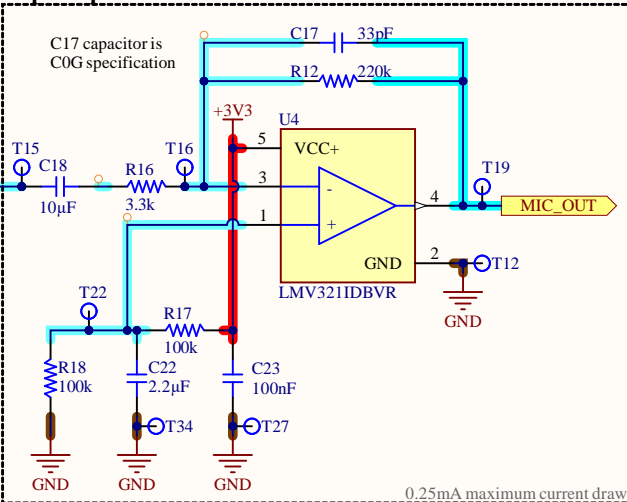 C17 capacitor is
C0G specification
C17 33pF
R12 220k
+3V3
U4
T15
C18
10µF
R16
3.3k
T16
5
VCC+
3
-
1
+
4
T19
MIC_OUT
GND
2
T12
LMV321IDBVR
GND
T22
R17
100k
R18
100k
C22
2.2µF
C23
100nF
T34
T27
GND
GND
GND
0.25mA maximum current draw